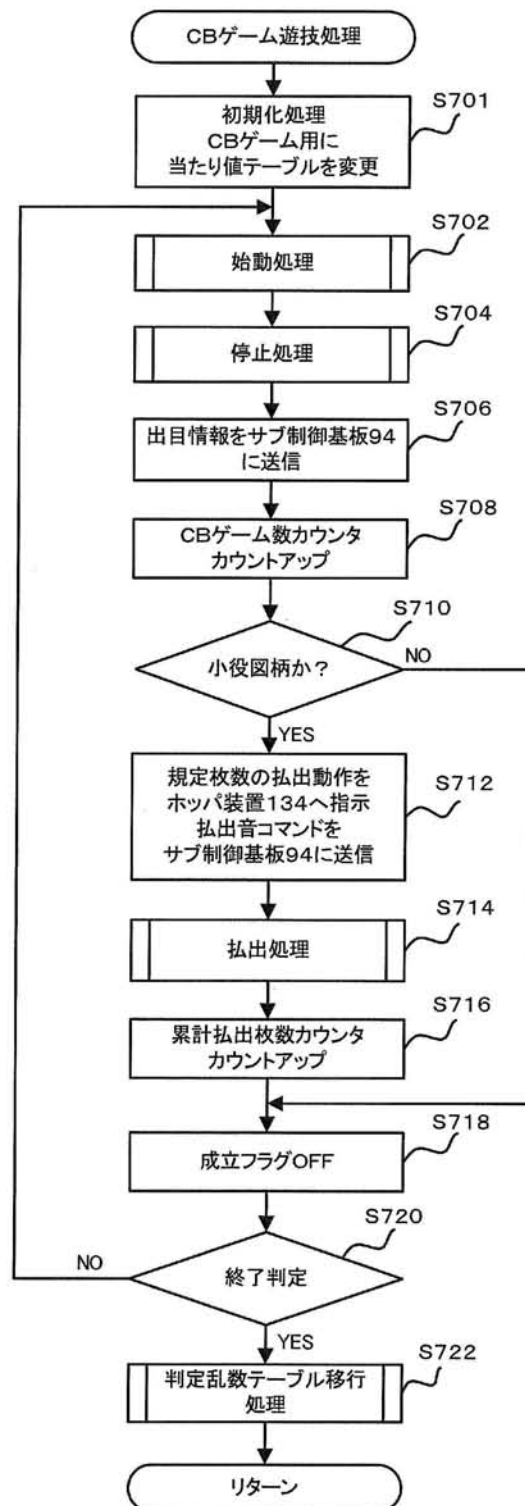 CBゲーム遊技処理
S701
初期化処理
CBゲーム用に
当たり値テーブルを変更
S702
始動処理
S704
停止処理
S706
出目情報をサブ制御基板94
に送信
S708
CBゲーム数カウンタ
カウントアップ
S710
小役図柄か?
NO
YES
S712
規定枚数の払出動作を
ホッパ装置134へ指示
払出音コマンドを
サブ制御基板94に送信
S714
払出処理
S716
累計払出枚数カウンタ
カウントアップ
S718
成立フラグOFF
S720
NO
終了判定
YES
S722
判定乱数テーブル移行
処理
リターン